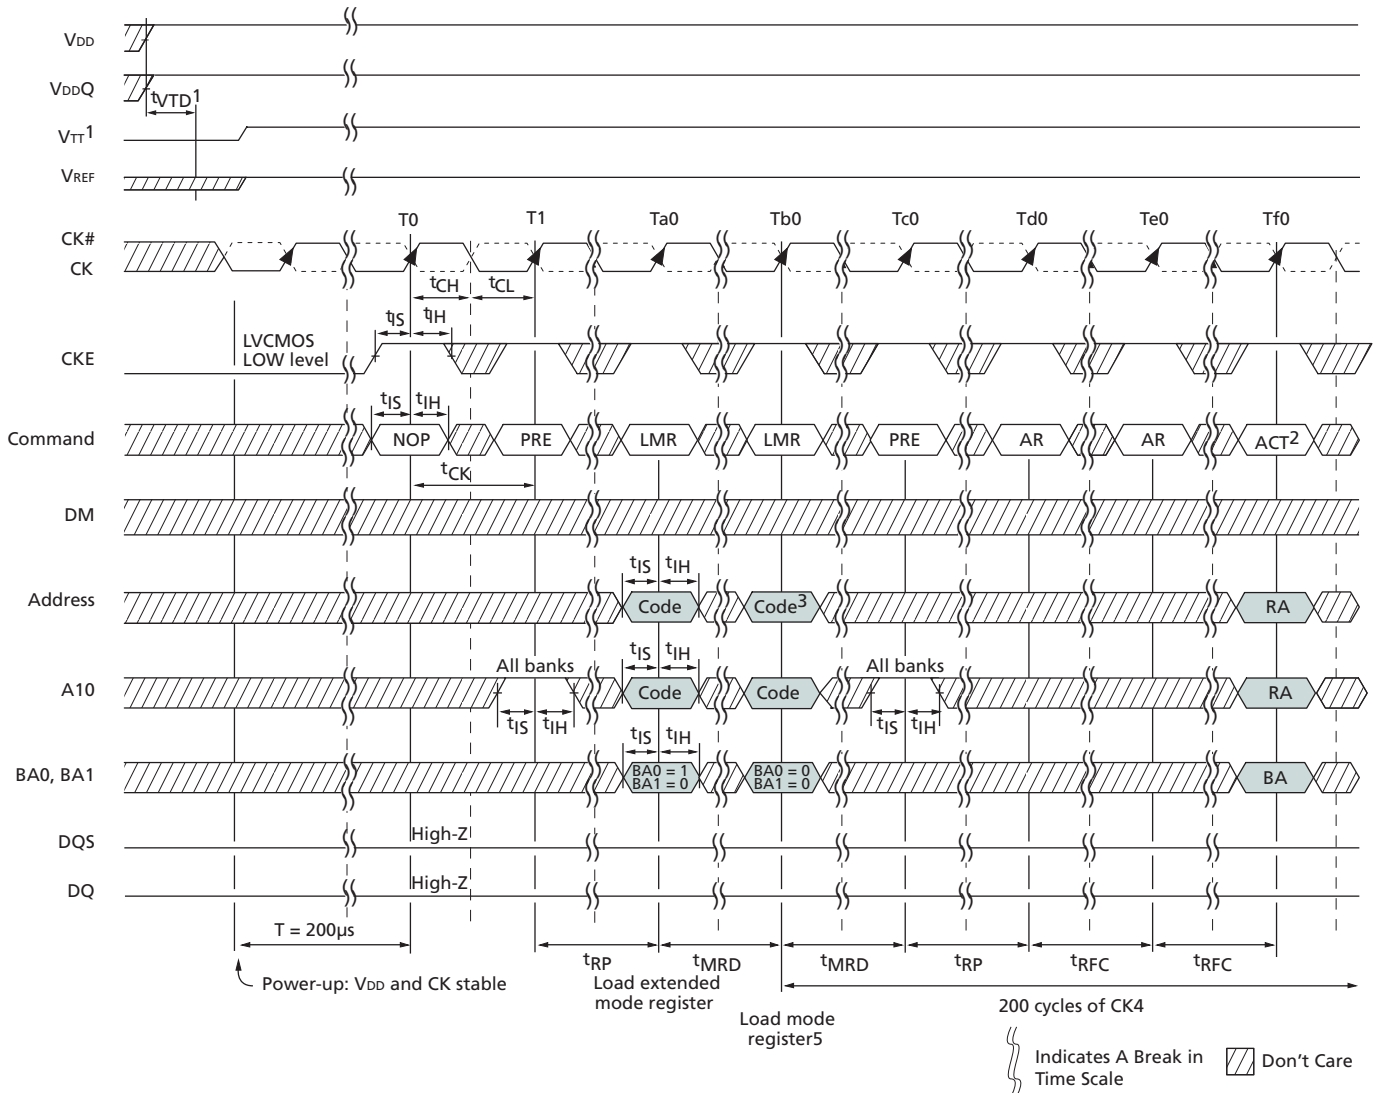 VDD
VDDQ
tVTD1
VTT1
VREF
T0 T1 Ta0 Tb0 Tc0 Td0 Te0 Tf0
CK#
CK
tCH tCL
tIS tIH
LVCMOS
LOW level
CKE
tIS tIH
Command NOP PRE LMR LMR PRE AR AR ACT2
tCK
DM
tIS tIH
Address Code Code3 RA
All banks tIS tIH All banks
A10 Code Code RA
tIS tIH tIS tIH
tIS tIH
BA0, BA1 BA0 = 1 BA0 = 0 BA
BA1 = 0 BA1 = 0
DQS High-Z
DQ High-Z
T = 200µs
tRP tMRD tMRD tRP tRFC tRFC
Power-up: VDD and CK stable
Load extended
mode register
200 cycles of CK4
Load mode
register5
Indicates A Break in
Time Scale
Don't Care